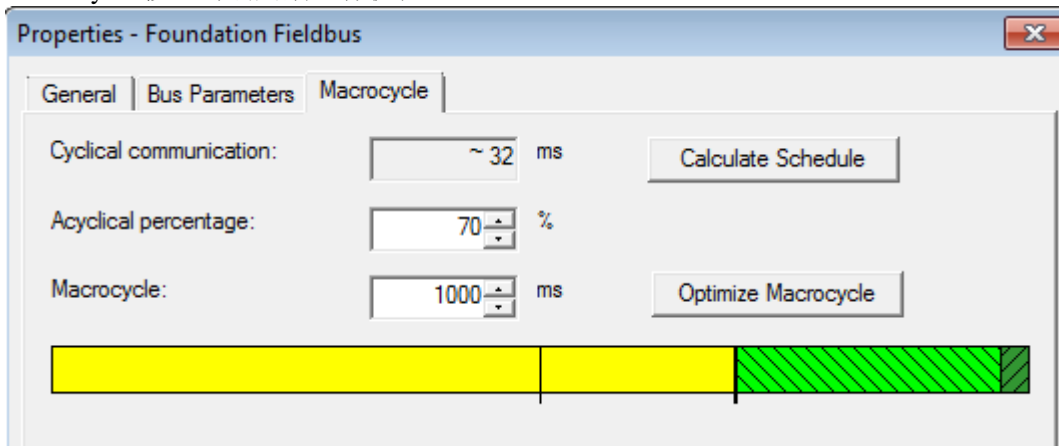 Properties - Foundation Fieldbus
General Bus Parameters Macrocycle
Cyclical communication: ~ 32 ms Calculate Schedule
Acyclical percentage: 70 %
Macrocycle: 1000 ms Optimize Macrocycle